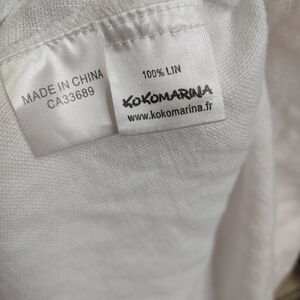 MADE IN CHINA
CA33689
100% LIN
KOKOMARINA
www.kokomarina.fr